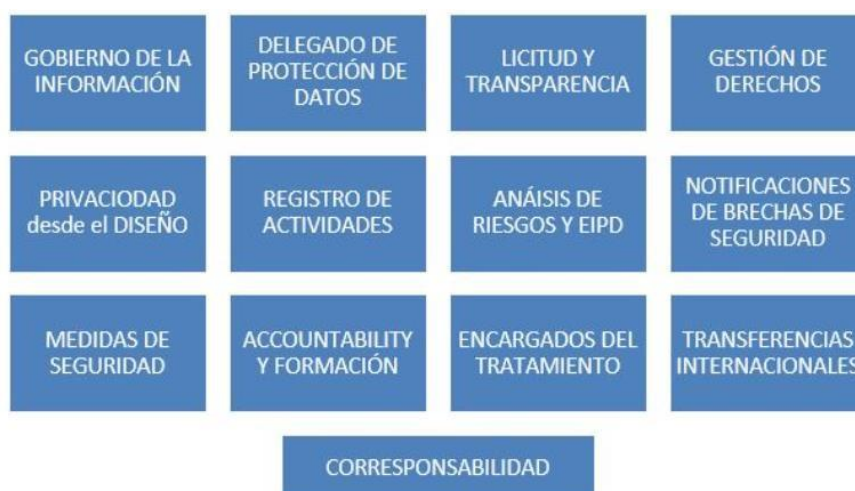 GOBIERNO DE LA
INFORMACIÓN
DELEGADO DE
PROTECCIÓN DE
DATOS
LICITUD Y
TRANSPARENCIA
GESTIÓN DE
DERECHOS
PRIVACIODAD
desde el DISEÑO
REGISTRO DE
ACTIVIDADES
ANÁISIS DE
RIESGOS Y EIPD
NOTIFICACIONES
DE BRECHAS DE
SEGURIDAD
MEDIDAS DE
SEGURIDAD
ACCOUNTABILITY
Y FORMACIÓN
ENCARGADOS DEL
TRATAMIENTO
TRANSFERENCIAS
INTERNACIONALES
CORRESPONSABILIDAD